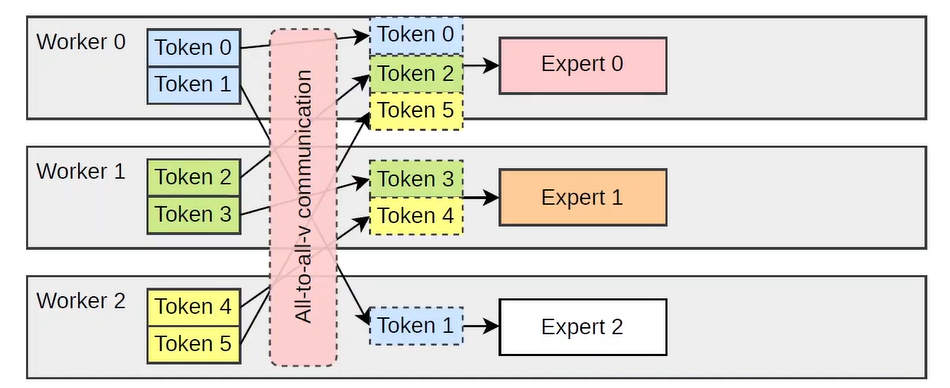 Worker 0
Token 0
Token 1
Token 0
Token 2
Token 5
Expert 0
All-to-all-v communication
Worker 1
Token 2
Token 3
Token 3
Token 4
Expert 1
Worker 2
Token 4
Token 5
Token 1
Expert 2